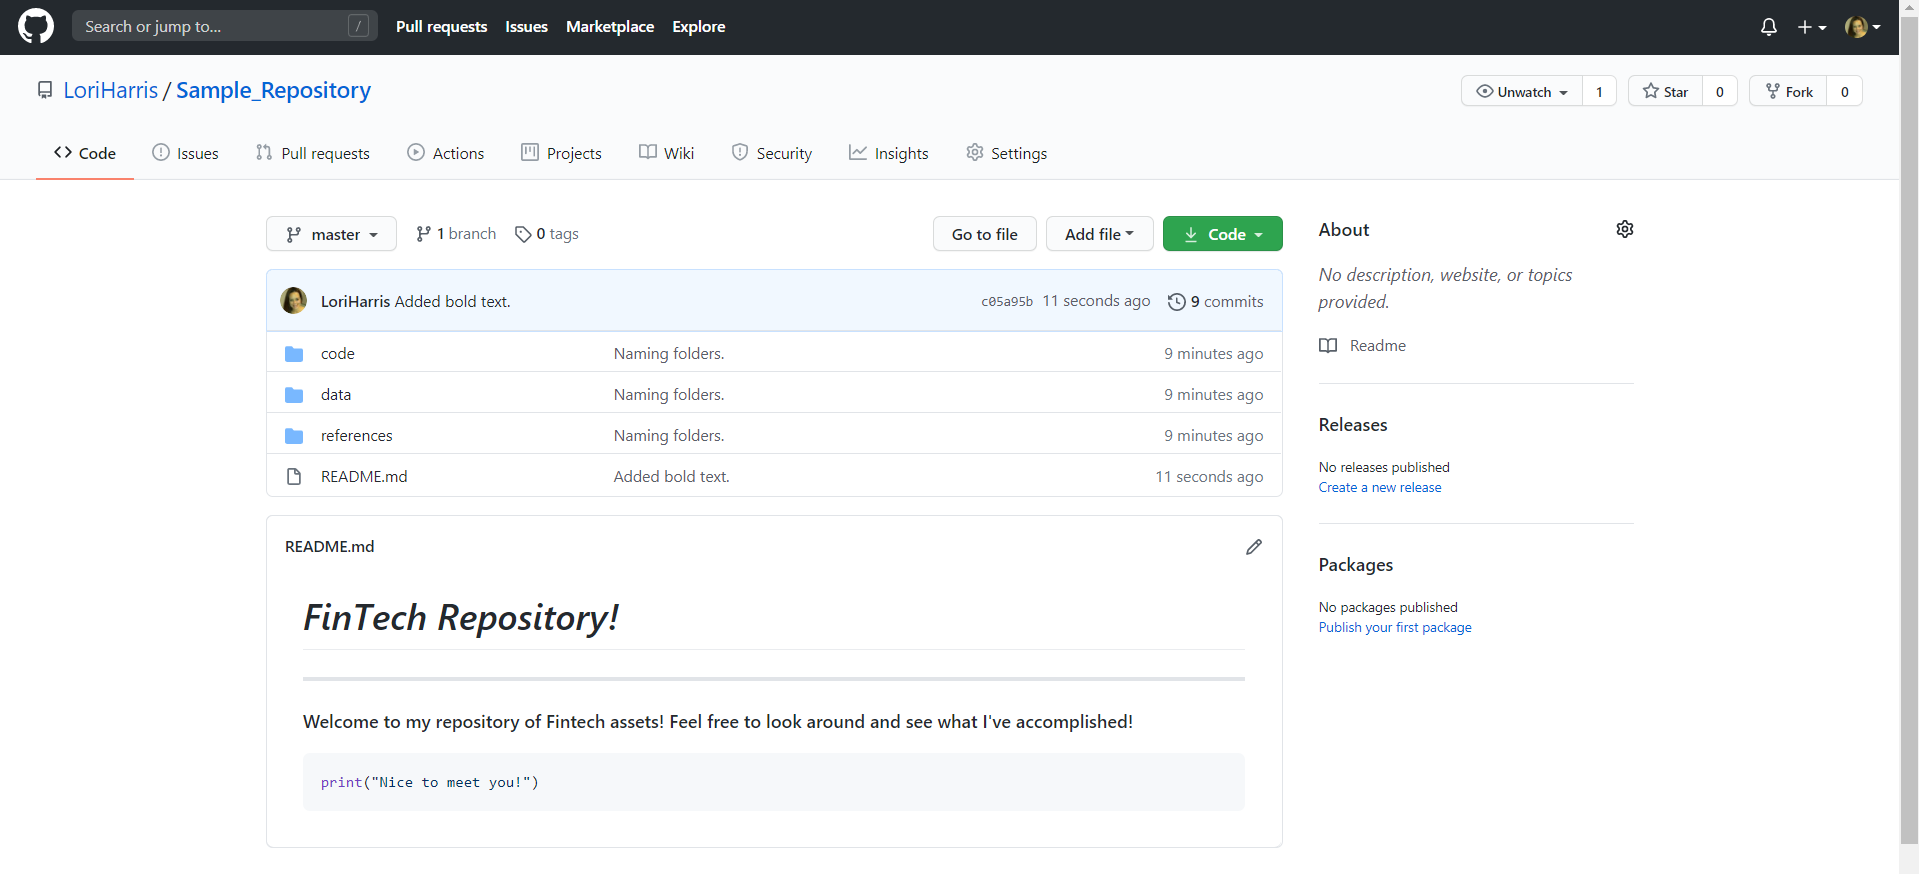 Search or jump to... /
Pull requests Issues Marketplace Explore
LoriHarris / Sample_Repository
Unwatch 1 Star 0 Fork 0
Code Issues Pull requests Actions Projects Wiki Security Insights Settings
master 1 branch 0 tags Go to file Add file Code
LoriHarris Added bold text. c05a95b 11 seconds ago 9 commits
code Naming folders. 9 minutes ago
data Naming folders. 9 minutes ago
references Naming folders. 9 minutes ago
README.md Added bold text. 11 seconds ago
README.md
FinTech Repository!
Welcome to my repository of Fintech assets! Feel free to look around and see what I've accomplished!
print("Nice to meet you!")
About
No description, website, or topics
provided.
Readme
Releases
No releases published
Create a new release
Packages
No packages published
Publish your first package